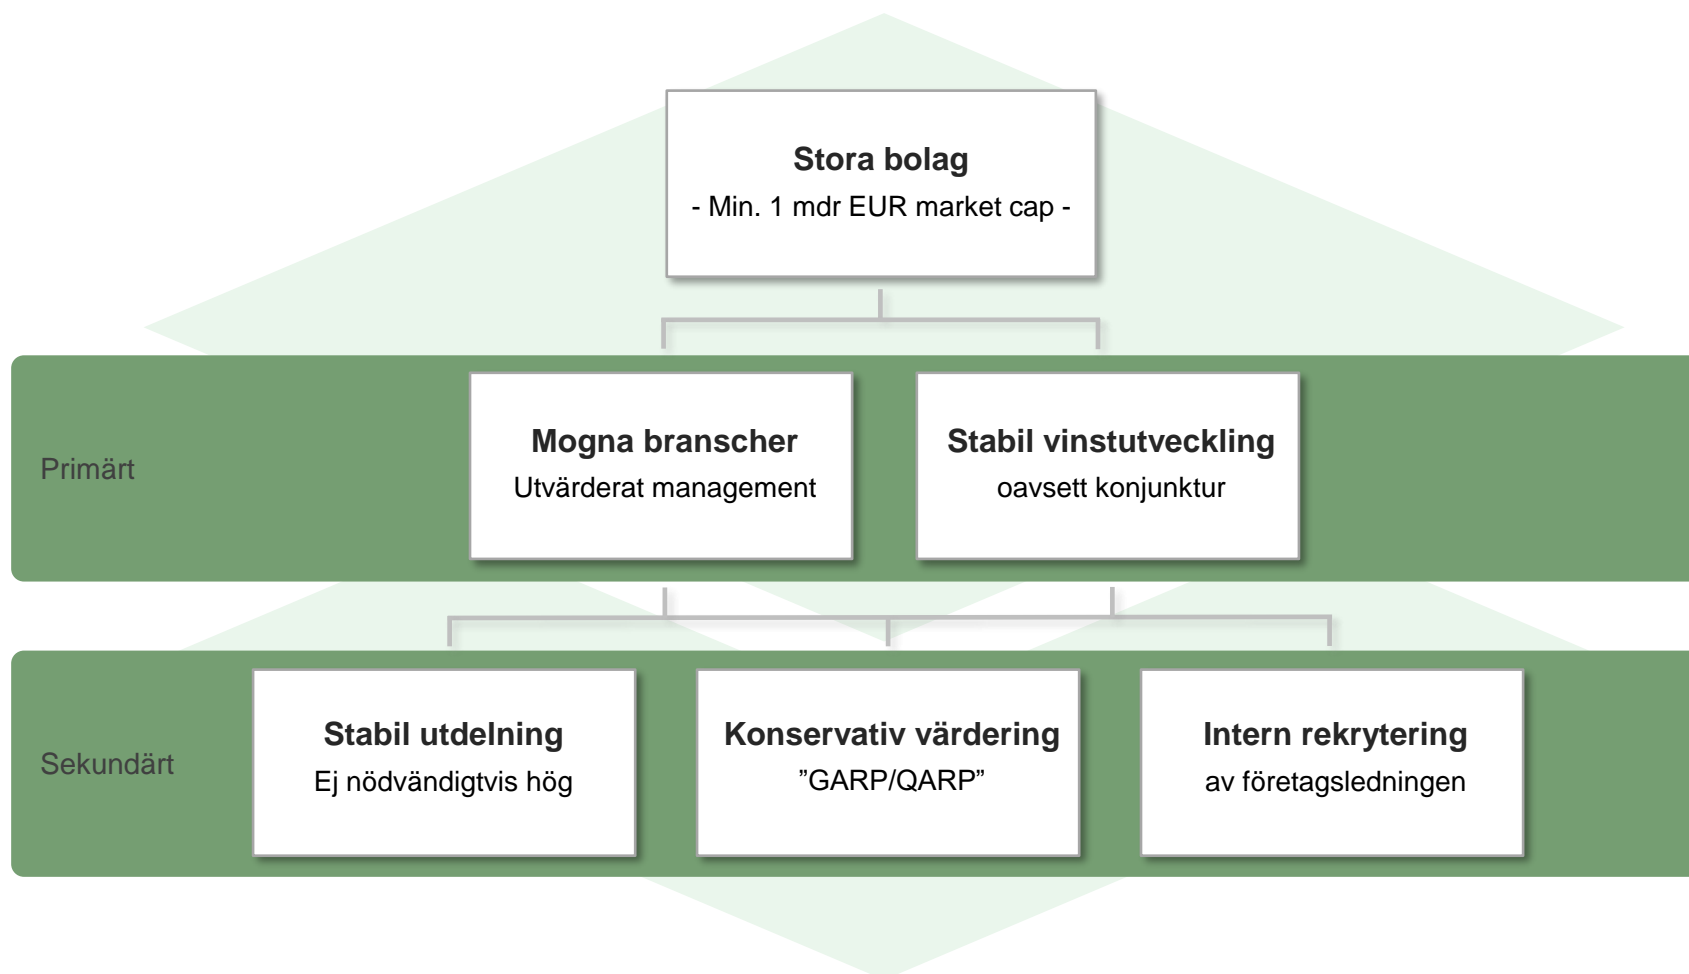 Stora bolag
- Min. 1 mdr EUR market cap -
Primärt
Mogna branscher
Utvärderat management
Stabil vinstutveckling
oavsett konjunktur
Sekundärt
Stabil utdelning
Ej nödvändigtvis hög
Konservativ värdering
”GARP/QARP”
Intern rekrytering
av företagsledningen